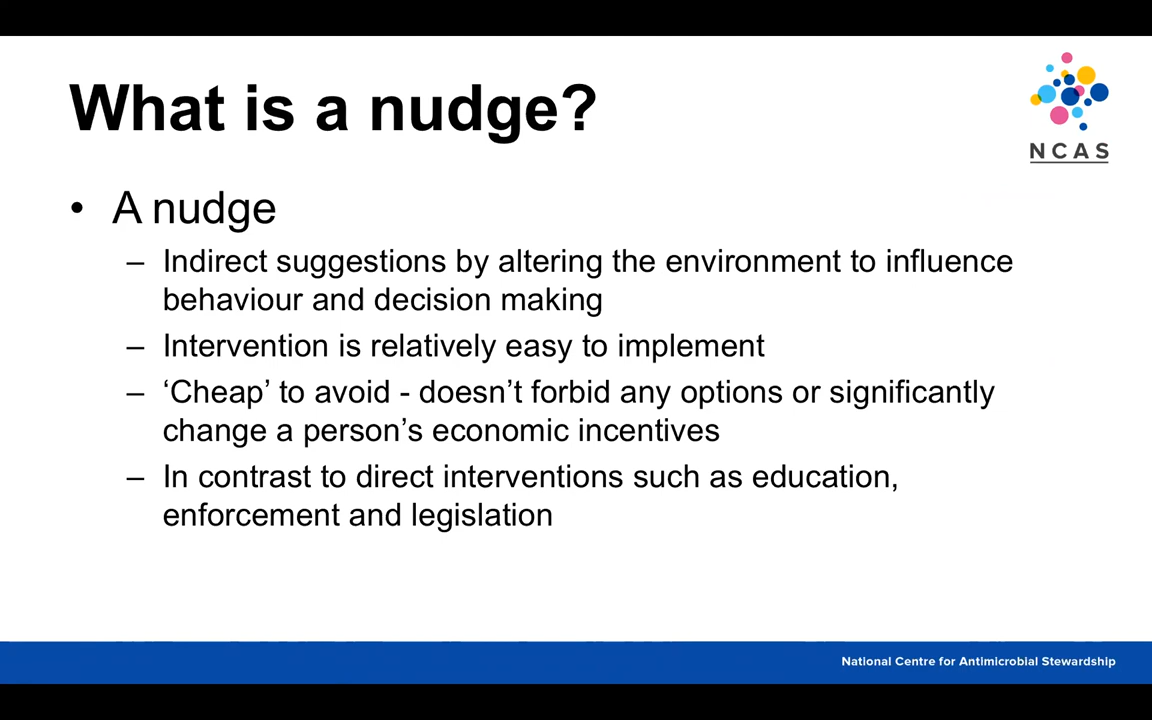 What is a nudge?
NCAS
• A nudge
– Indirect suggestions by altering the environment to influence
behaviour and decision making
– Intervention is relatively easy to implement
– ‘Cheap’ to avoid - doesn’t forbid any options or significantly
change a person’s economic incentives
– In contrast to direct interventions such as education,
enforcement and legislation
National Centre for Antimicrobial Stewardship